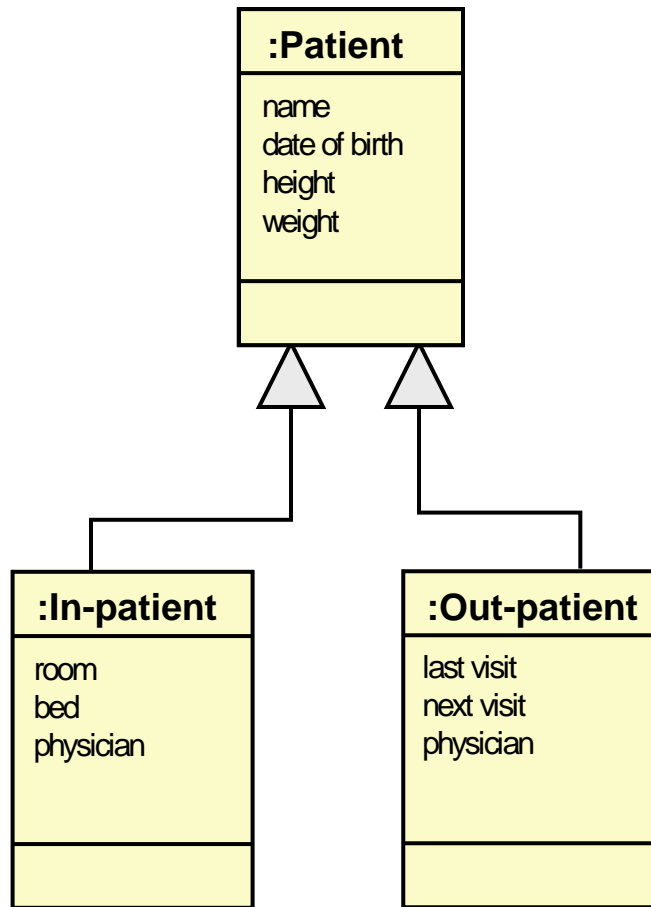 :Patient
name
date of birth
height
weight
:In-patient
room
bed
physician
:Out-patient
last visit
next visit
physician